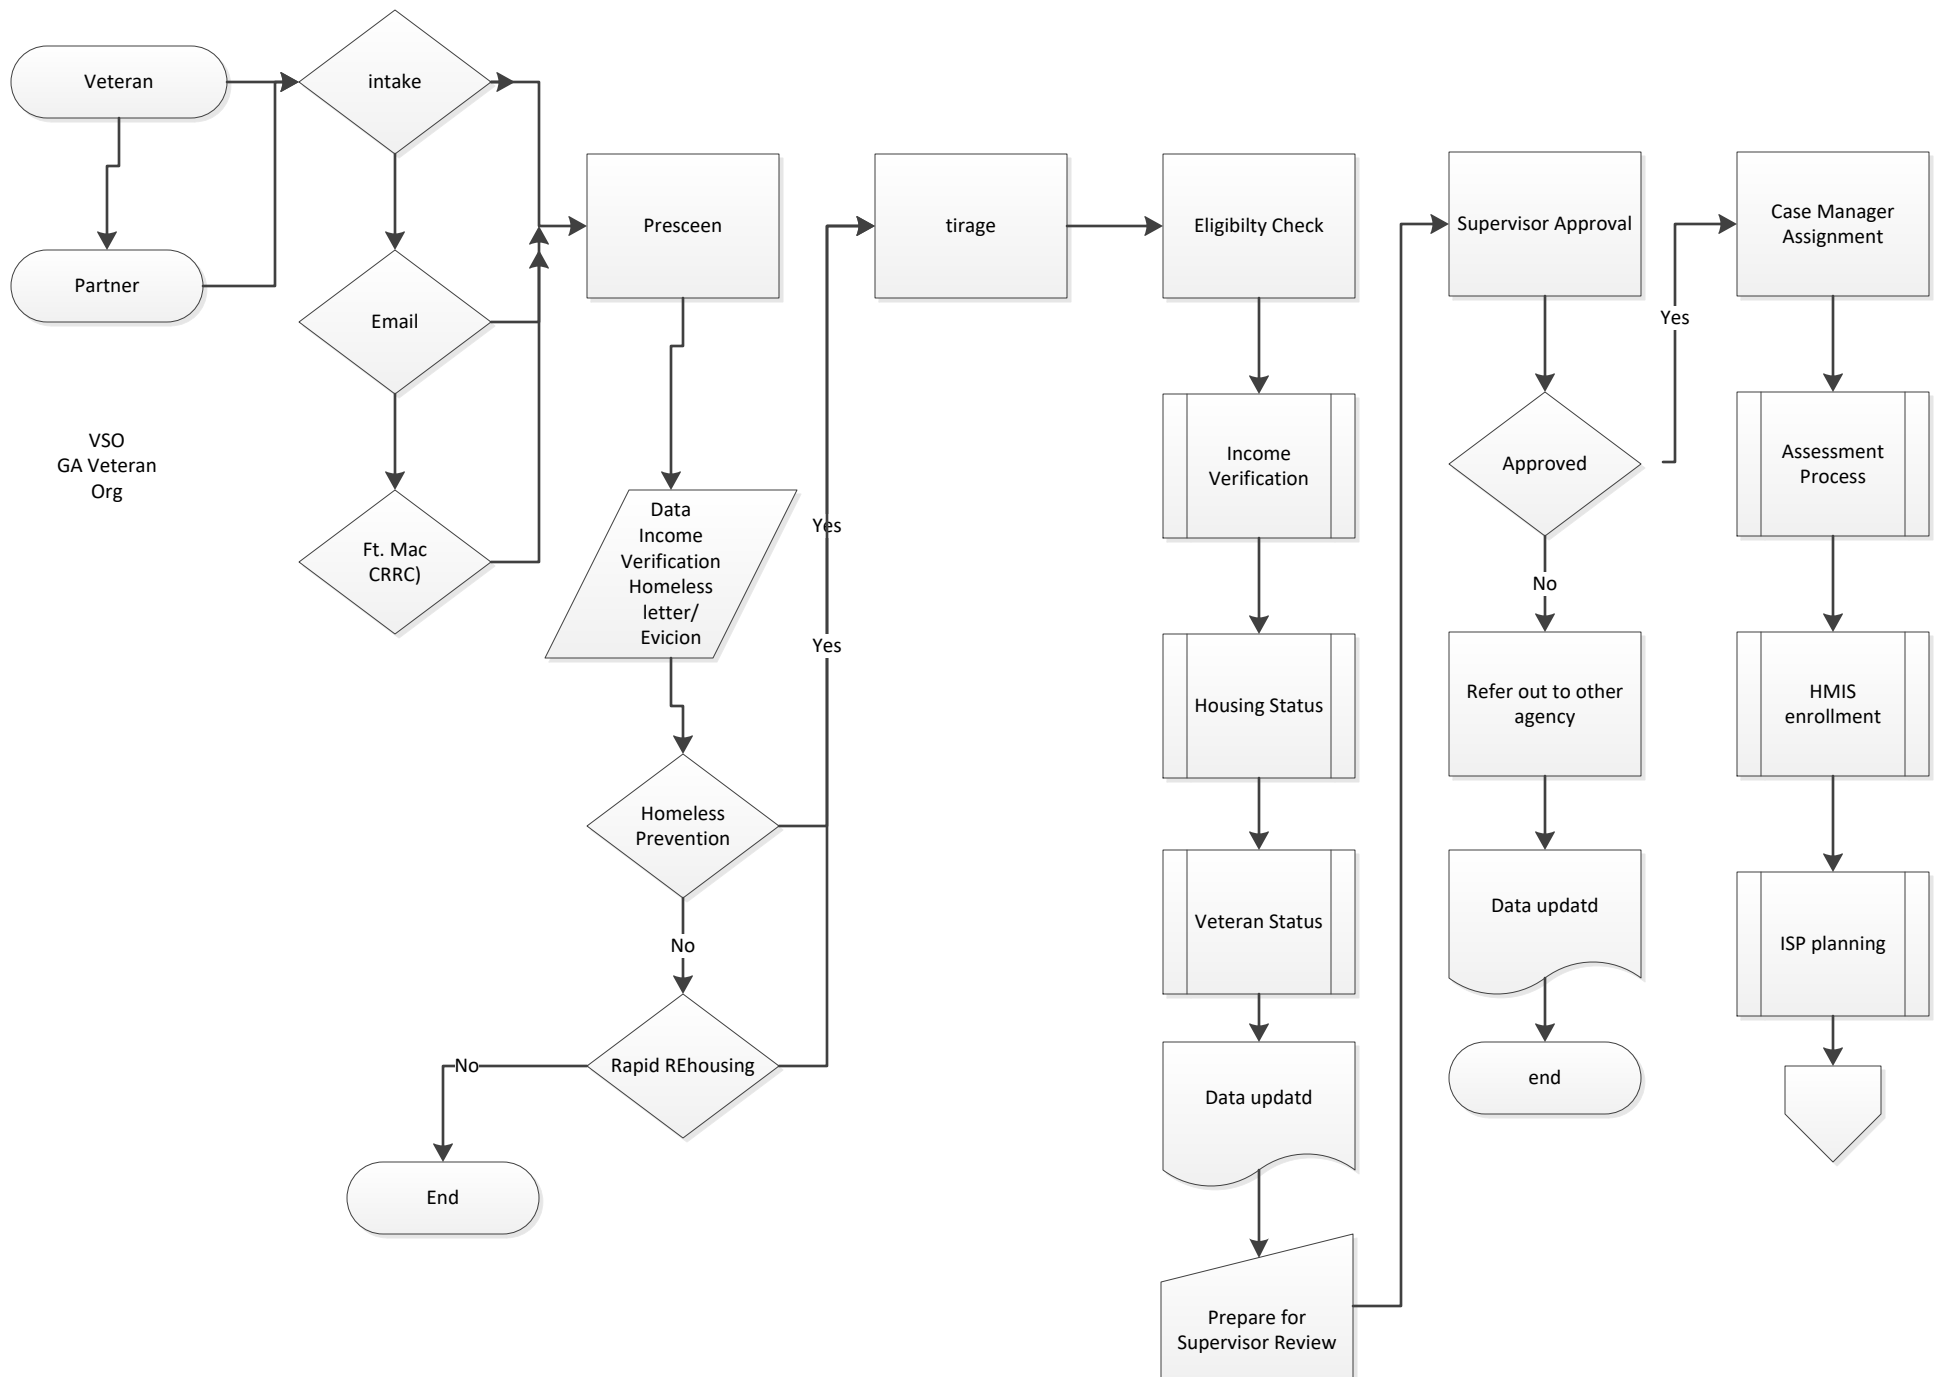 Veteran
Partner
VSO
GA Veteran
Org
intake
Email
Ft. Mac
CRRC)
Presceen
Data
Income
Verification
Homeless
letter/
Evicion
Homeless
Prevention
No
Rapid REhousing
No
End
Yes
Yes
tirage
Eligibilty Check
Income
Verification
Housing Status
Veteran Status
Data updatd
Prepare for
Supervisor Review
Supervisor Approval
Approved
No
Refer out to other
agency
Data updatd
end
Yes
Case Manager
Assignment
Assessment
Process
HMIS
enrollment
ISP planning